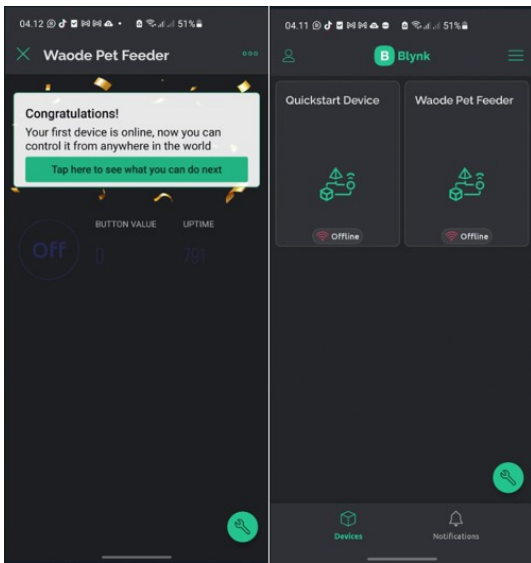 04.12
51%
Waode Pet Feeder
Congratulations!
Your first device is online, now you can
control it from anywhere in the world
Tap here to see what you can do next
BUTTON VALUE
UPTIME
Off
0
791
04.11
51%
B Blynk
Quickstart Device
Waode Pet Feeder
Offline
Offline
Devices
Notifications